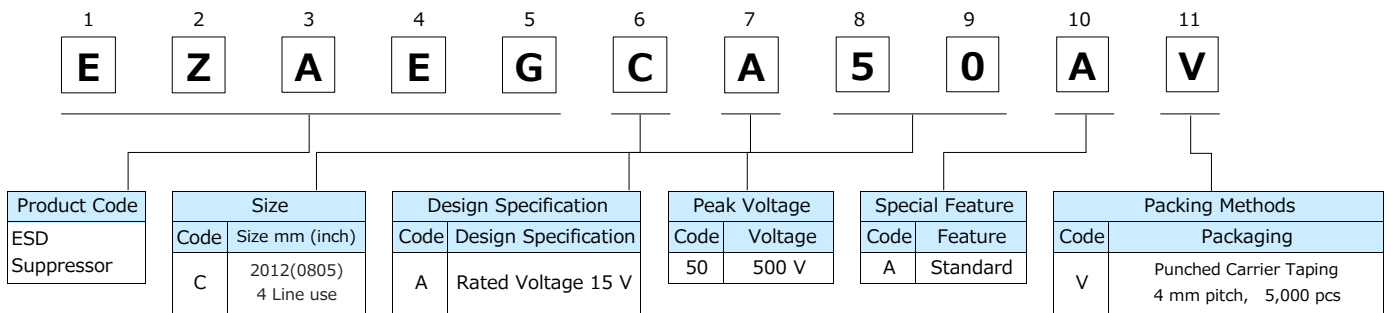 1 2 3 4 5 6 7 8 9 10 11
E Z A E G C A 5 0 A V
Product Code
ESD
Suppressor
Size
Code Size mm (inch)
C 2012(0805)
4 Line use
Design Specification
Code Design Specification
A Rated Voltage 15 V
Peak Voltage
Code Voltage
50 500 V
Special Feature
Code Feature
A Standard
Packing Methods
Code Packaging
V Punched Carrier Taping
4 mm pitch, 5,000 pcs